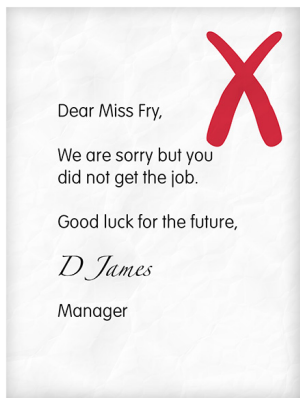 Dear Miss Fry,
We are sorry but you
did not get the job.
Good luck for the future,
D James
Manager